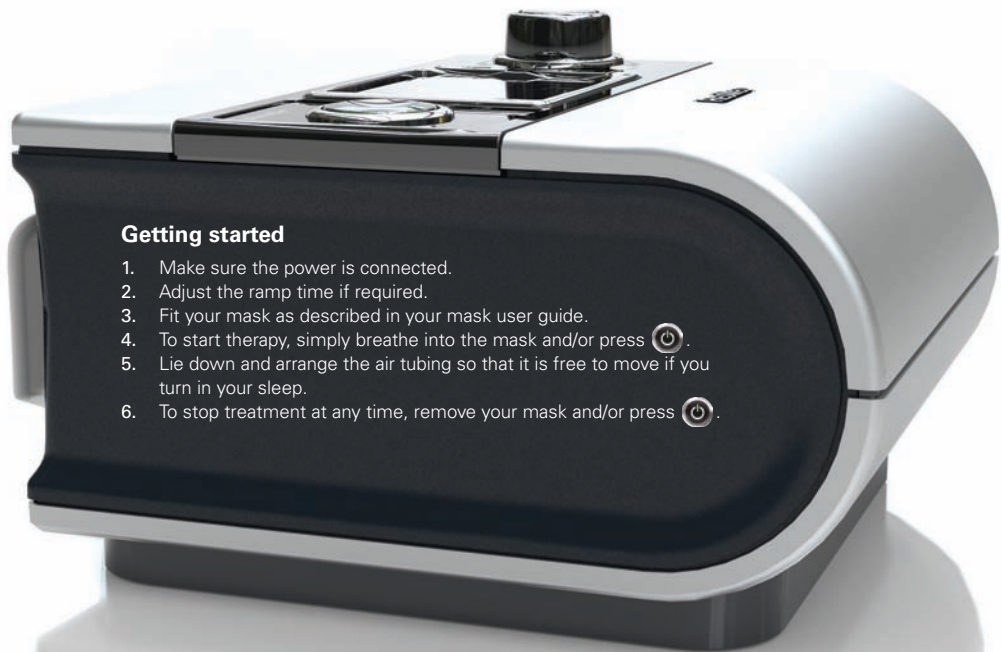 Getting started
1. Make sure the power is connected.
2. Adjust the ramp time if required.
3. Fit your mask as described in your mask user guide.
4. To start therapy, simply breathe into the mask and/or press .
5. Lie down and arrange the air tubing so that it is free to move if you
turn in your sleep.
6. To stop treatment at any time, remove your mask and/or press .